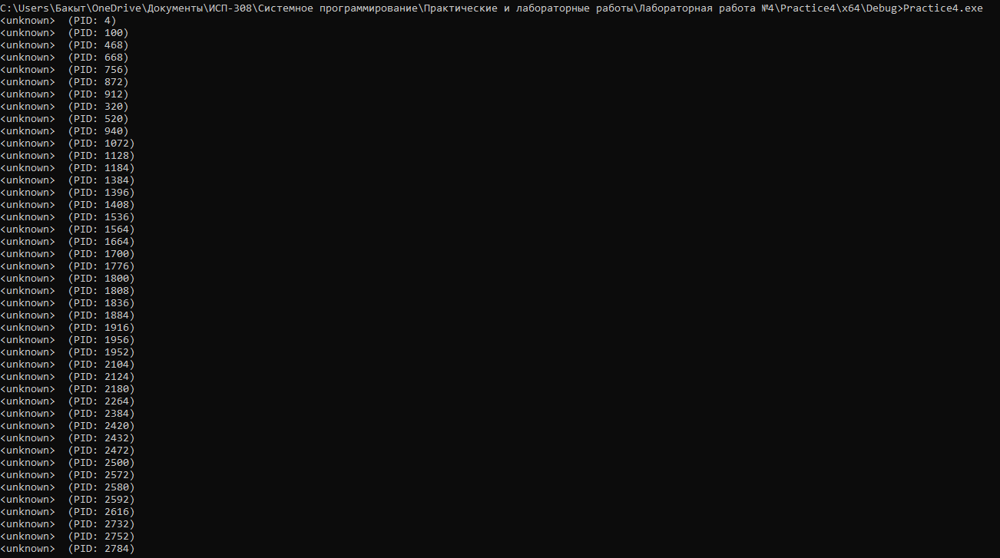 C:\Users\Бакыт\OneDrive\Документы\ИСП-308\Системное программирование\Практические и лабораторные работы\Лабораторная работа №4\Practice4\x64\Debug>Practice4.exe
<unknown>  (PID: 4)
<unknown>  (PID: 100)
<unknown>  (PID: 468)
<unknown>  (PID: 668)
<unknown>  (PID: 756)
<unknown>  (PID: 872)
<unknown>  (PID: 912)
<unknown>  (PID: 320)
<unknown>  (PID: 520)
<unknown>  (PID: 940)
<unknown>  (PID: 1072)
<unknown>  (PID: 1128)
<unknown>  (PID: 1184)
<unknown>  (PID: 1384)
<unknown>  (PID: 1396)
<unknown>  (PID: 1408)
<unknown>  (PID: 1536)
<unknown>  (PID: 1564)
<unknown>  (PID: 1664)
<unknown>  (PID: 1700)
<unknown>  (PID: 1776)
<unknown>  (PID: 1800)
<unknown>  (PID: 1808)
<unknown>  (PID: 1836)
<unknown>  (PID: 1884)
<unknown>  (PID: 1916)
<unknown>  (PID: 1956)
<unknown>  (PID: 1952)
<unknown>  (PID: 2104)
<unknown>  (PID: 2124)
<unknown>  (PID: 2180)
<unknown>  (PID: 2264)
<unknown>  (PID: 2384)
<unknown>  (PID: 2420)
<unknown>  (PID: 2432)
<unknown>  (PID: 2472)
<unknown>  (PID: 2500)
<unknown>  (PID: 2572)
<unknown>  (PID: 2580)
<unknown>  (PID: 2592)
<unknown>  (PID: 2616)
<unknown>  (PID: 2732)
<unknown>  (PID: 2752)
<unknown>  (PID: 2784)